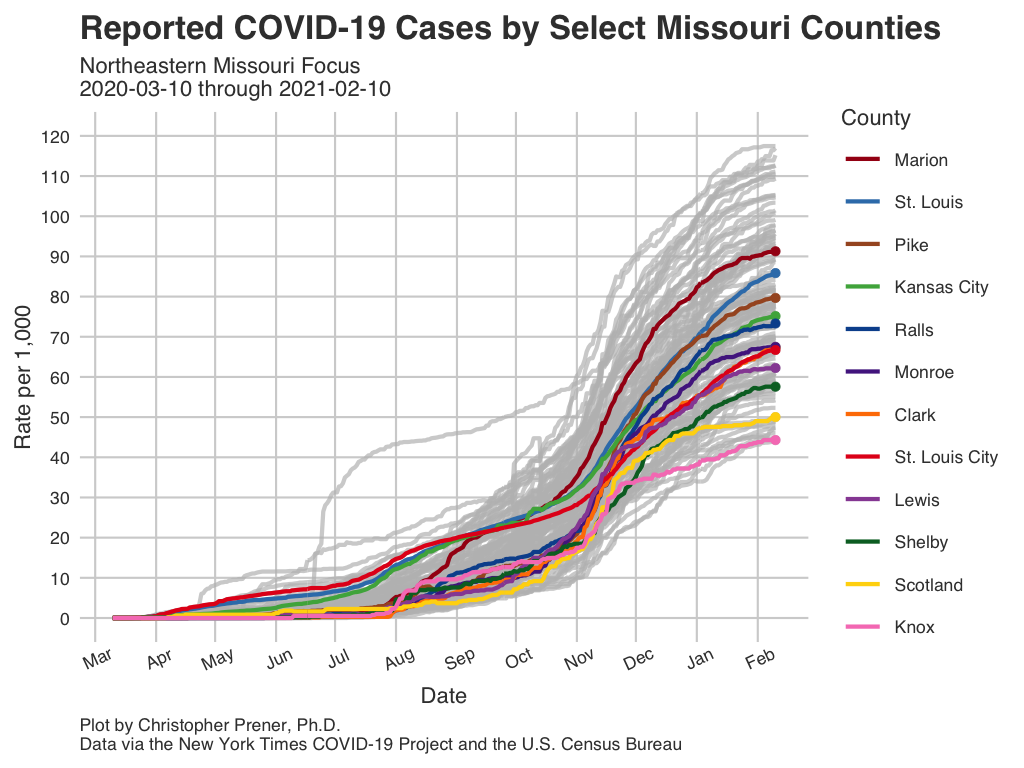 Reported COVID-19 Cases by Select Missouri Counties
Northeastern Missouri Focus
2020-03-10 through 2021-02-10
Rate per 1,000
120
110
100
90
80
70
60
50
40
30
20
10
0
Mar Apr May Jun Jul Aug Sep Oct Nov Dec Jan Feb
Date
County
Marion
St. Louis
Pike
Kansas City
Ralls
Monroe
Clark
St. Louis City
Lewis
Shelby
Scotland
Knox
Plot by Christopher Prener, Ph.D.
Data via the New York Times COVID-19 Project and the U.S. Census Bureau